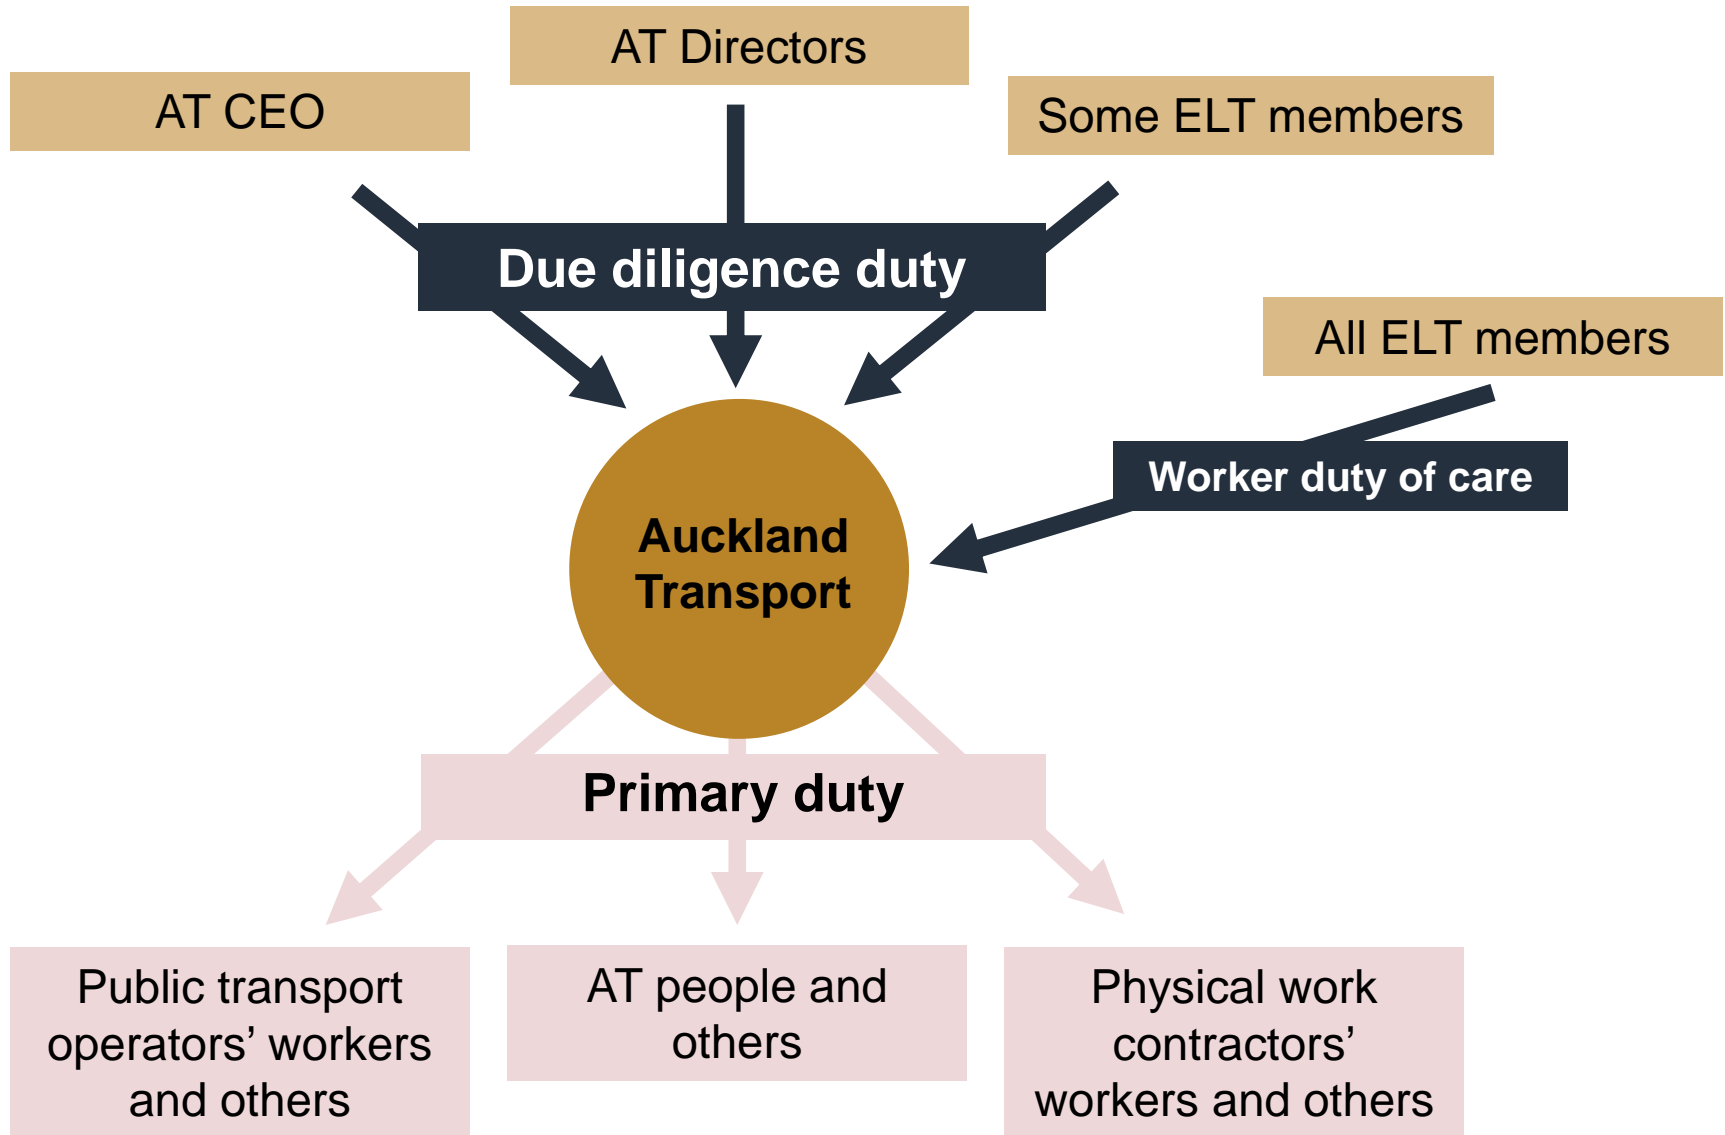 AT Directors
AT CEO
Some ELT members
Due diligence duty
All ELT members
Worker duty of care
Auckland
Transport
Primary duty
Public transport
operators’ workers
and others
AT people and
others
Physical work
contractors’
workers and others